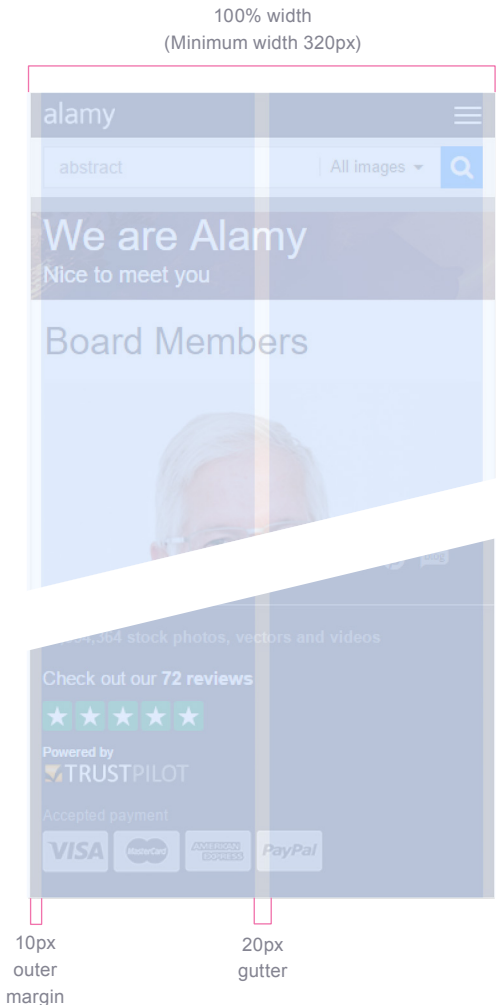 100% width
(Minimum width 320px)
alamy
abstract
All images
We are Alamy
Nice to meet you
Board Members
blog
stock photos, vectors and videos
Check out our 72 reviews
Powered by
TRUSTPILOT
Accepted payment
VISA
MasterCard
AMERICAN EXPRESS
PayPal
10px
outer
margin
20px
gutter